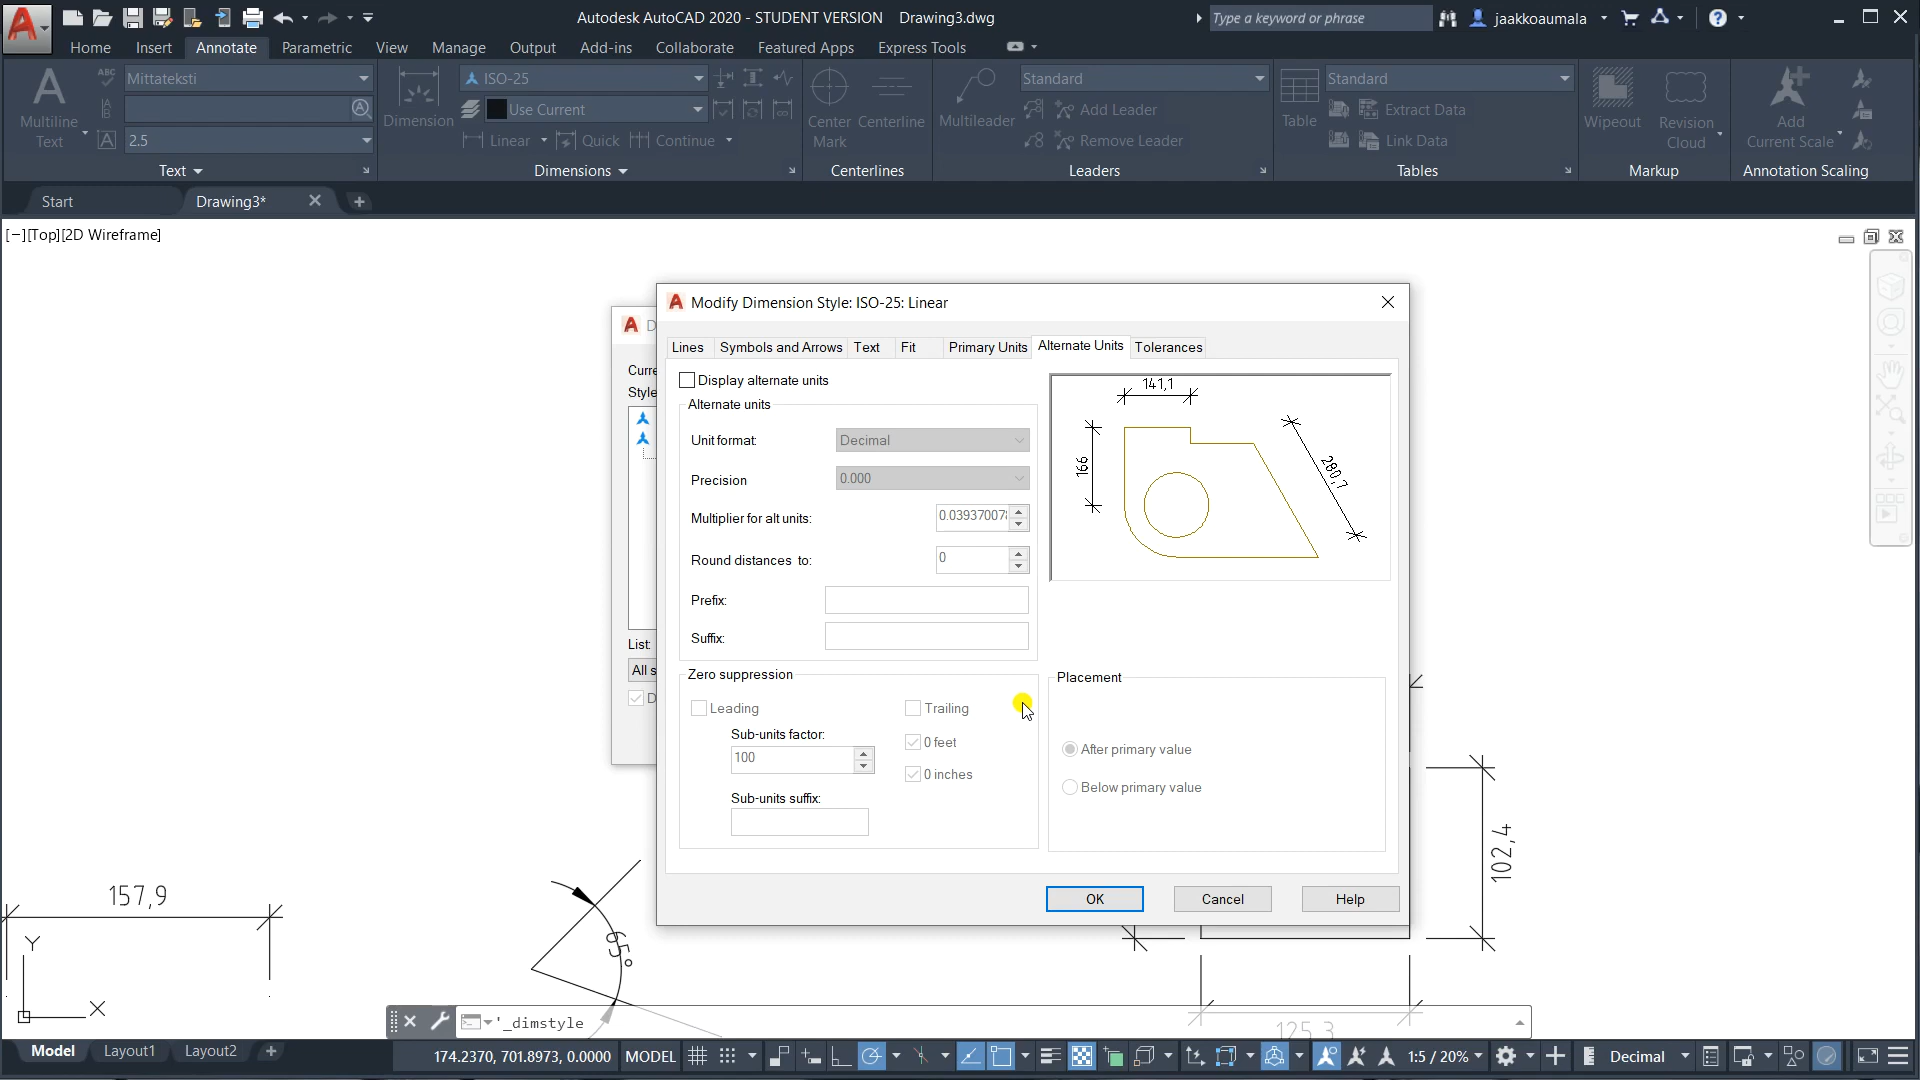 Autodesk AutoCAD 2020 - STUDENT VERSION Drawing3.dwg
Type a keyword or phrase
jaakkoaumala
Home Insert Annotate Parametric View Manage Output Add-ins Collaborate Featured Apps Express Tools
Multiline
Text
Mittateksti
2.5
Text
Dimension
ISO-25
Use Current
Linear Quick Continue
Dimensions
Center
Mark
Centerline
Centerlines
Multileader
Standard
Add Leader
Remove Leader
Leaders
Table
Standard
Extract Data
Link Data
Tables
Wipeout
Revision
Cloud
Markup
Add
Current Scale
Annotation Scaling
Start Drawing3*
[−][Top][2D Wireframe]
D
Curre
Style
List:
All s
D
Modify Dimension Style: ISO-25: Linear
Lines Symbols and Arrows Text Fit Primary Units Alternate Units Tolerances
Display alternate units
Alternate units
Unit format: Decimal
Precision 0.000
Multiplier for alt units: 0.03937007
Round distances to: 0
Prefix:
Suffix:
141,1
166
280,7
Zero suppression
Leading
Sub-units factor:
100
Sub-units suffix:
Trailing
0 feet
0 inches
Placement
After primary value
Below primary value
OK Cancel Help
157,9
65°
102,4
125,3
Y
X
'_dimstyle
Model Layout1 Layout2
174.2370, 701.8973, 0.0000 MODEL 1:5 / 20% Decimal